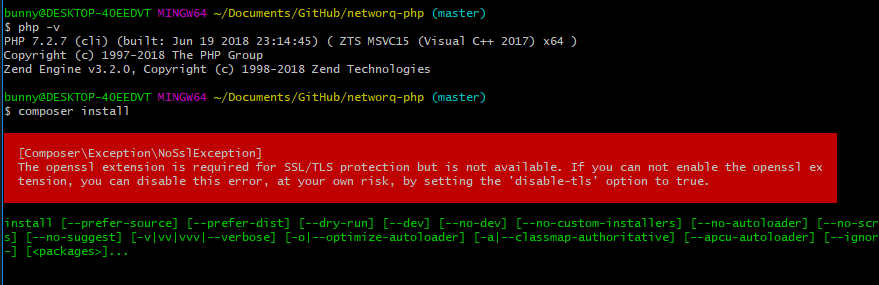 bunny@DESKTOP-4OEEDVT MINGW64 ~/Documents/GitHub/networq-php (master)
$ php -v
PHP 7.2.7 (cli) (built: Jun 19 2018 23:14:45) ( ZTS MSVC15 (Visual C++ 2017) x64 )
Copyright (c) 1997-2018 The PHP Group
Zend Engine v3.2.0, Copyright (c) 1998-2018 Zend Technologies
bunny@DESKTOP-4OEEDVT MINGW64 ~/Documents/GitHub/networq-php (master)
$ composer install
[Composer\Exception\NoSslException]
The openssl extension is required for SSL/TLS protection but is not available. If you can not enable the openssl ex
tension, you can disable this error, at your own risk, by setting the 'disable-tls' option to true.
install [--prefer-source] [--prefer-dist] [--dry-run] [--dev] [--no-dev] [--no-custom-installers] [--no-autoloader] [--no-scr
s] [--no-suggest] [-v|vv|vvv|--verbose] [-o|--optimize-autoloader] [-a|--classmap-authoritative] [--apcu-autoloader] [--ignor
-] [<packages>]...